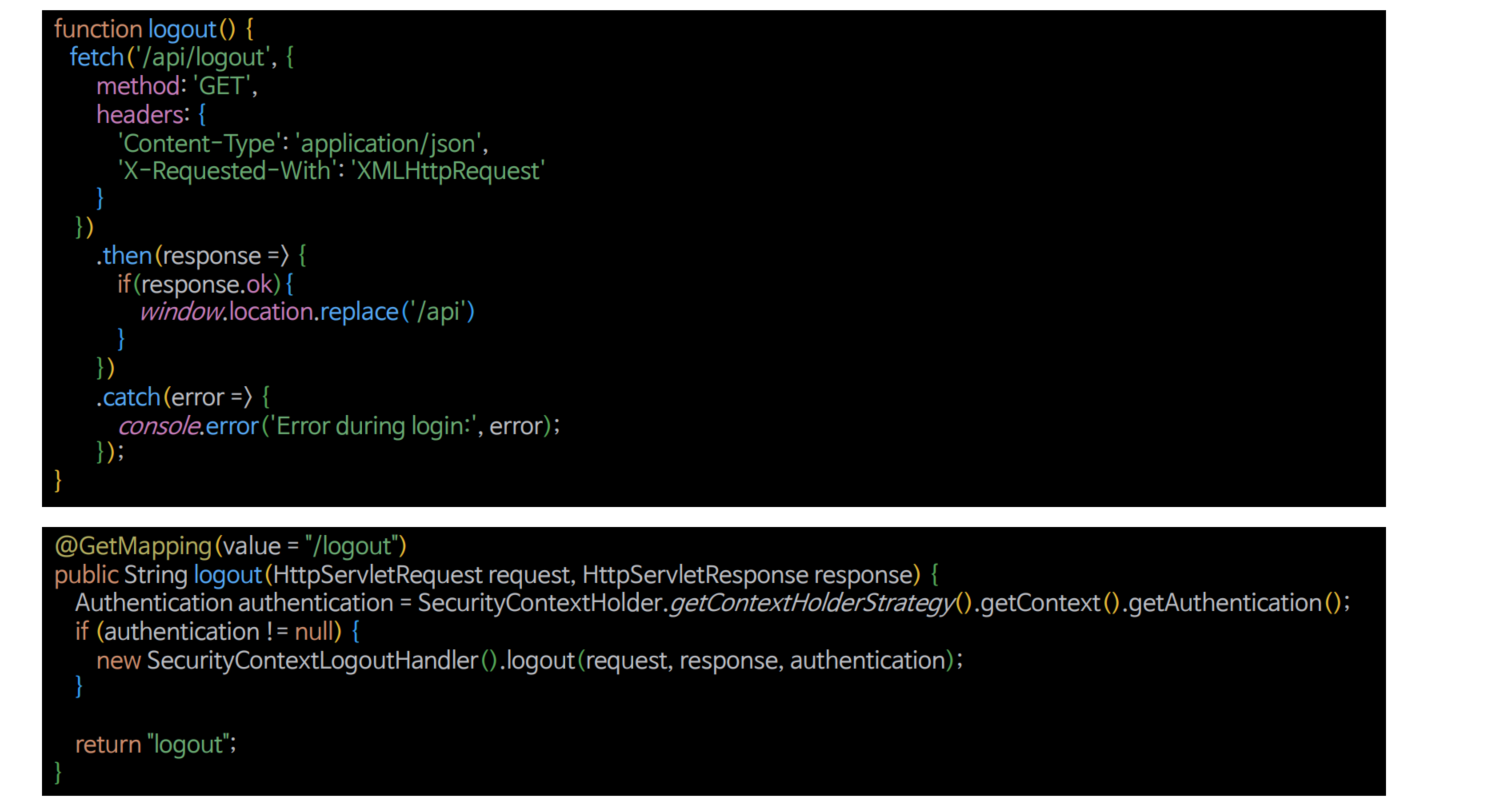 function logout() {
fetch('/api/logout', {
method: 'GET',
headers: {
'Content-Type': 'application/json',
'X-Requested-With': 'XMLHttpRequest'
}
})
.then(response => {
if(response.ok){
window.location.replace('/api')
}
})
.catch(error => {
console.error('Error during login:', error);
});
}
@GetMapping(value = "/logout")
public String logout(HttpServletRequest request, HttpServletResponse response) {
Authentication authentication = SecurityContextHolder.getContextHolderStrategy().getContext().getAuthentication();
if (authentication != null) {
new SecurityContextLogoutHandler().logout(request, response, authentication);
}
return "logout";
}